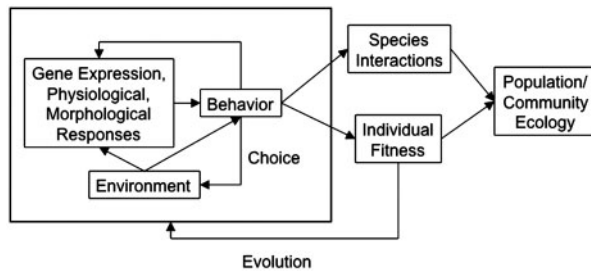 Gene Expression,
Physiological,
Morphological
Responses
Behavior
Environment
Choice
Species
Interactions
Individual
Fitness
Population/
Community
Ecology
Evolution